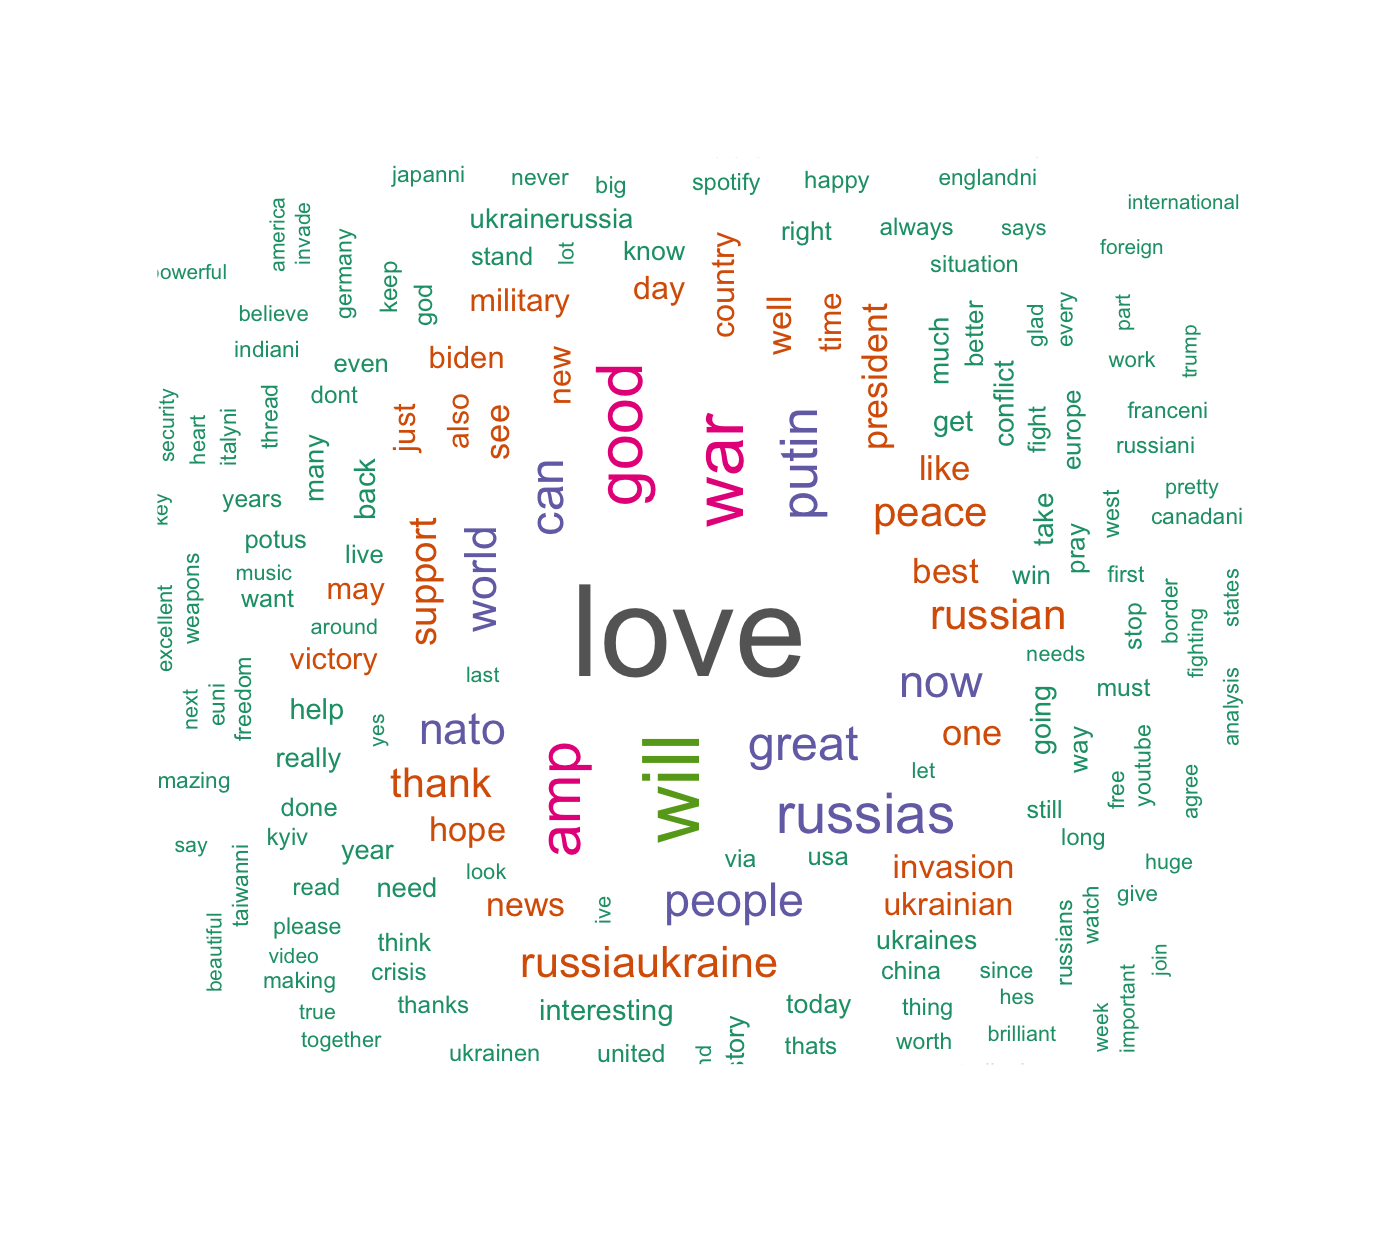 japanni
never
big
spotify
happy
englandni
international
america
invade
ukrainerussia
right
always
says
germany
stand
lot
know
country
situation
foreign
powerful
keep
god
military
day
well
time
president
believe
much
better
glad
every
part
indiani
even
biden
new
good
conflict
work
trump
security
heart
italyni
thread
dont
just
also
see
war
putin
get
fight
europe
franceni
russiani
many
back
can
like
key
years
peace
take
pray
west
pretty
canadani
potus
live
support
world
music
want
may
love
best
win
first
excellent
weapons
around
russian
stop
border
fighting
states
victory
last
needs
next
euni
freedom
help
yes
nato
now
going
must
analysis
really
amp
will
great
one
way
mazing
thank
let
free
youtube
agree
done
russias
still
say
kyiv
hope
long
taiwanni
year
look
via
usa
invasion
huge
read
need
news
ive
people
ukrainian
russians
watch
give
beautiful
please
think
ukraines
video
making
crisis
russiaukraine
china
since
join
true
thanks
interesting
today
thing
hes
week
important
together
ukrainen
united
nd
story
thats
worth
brilliant